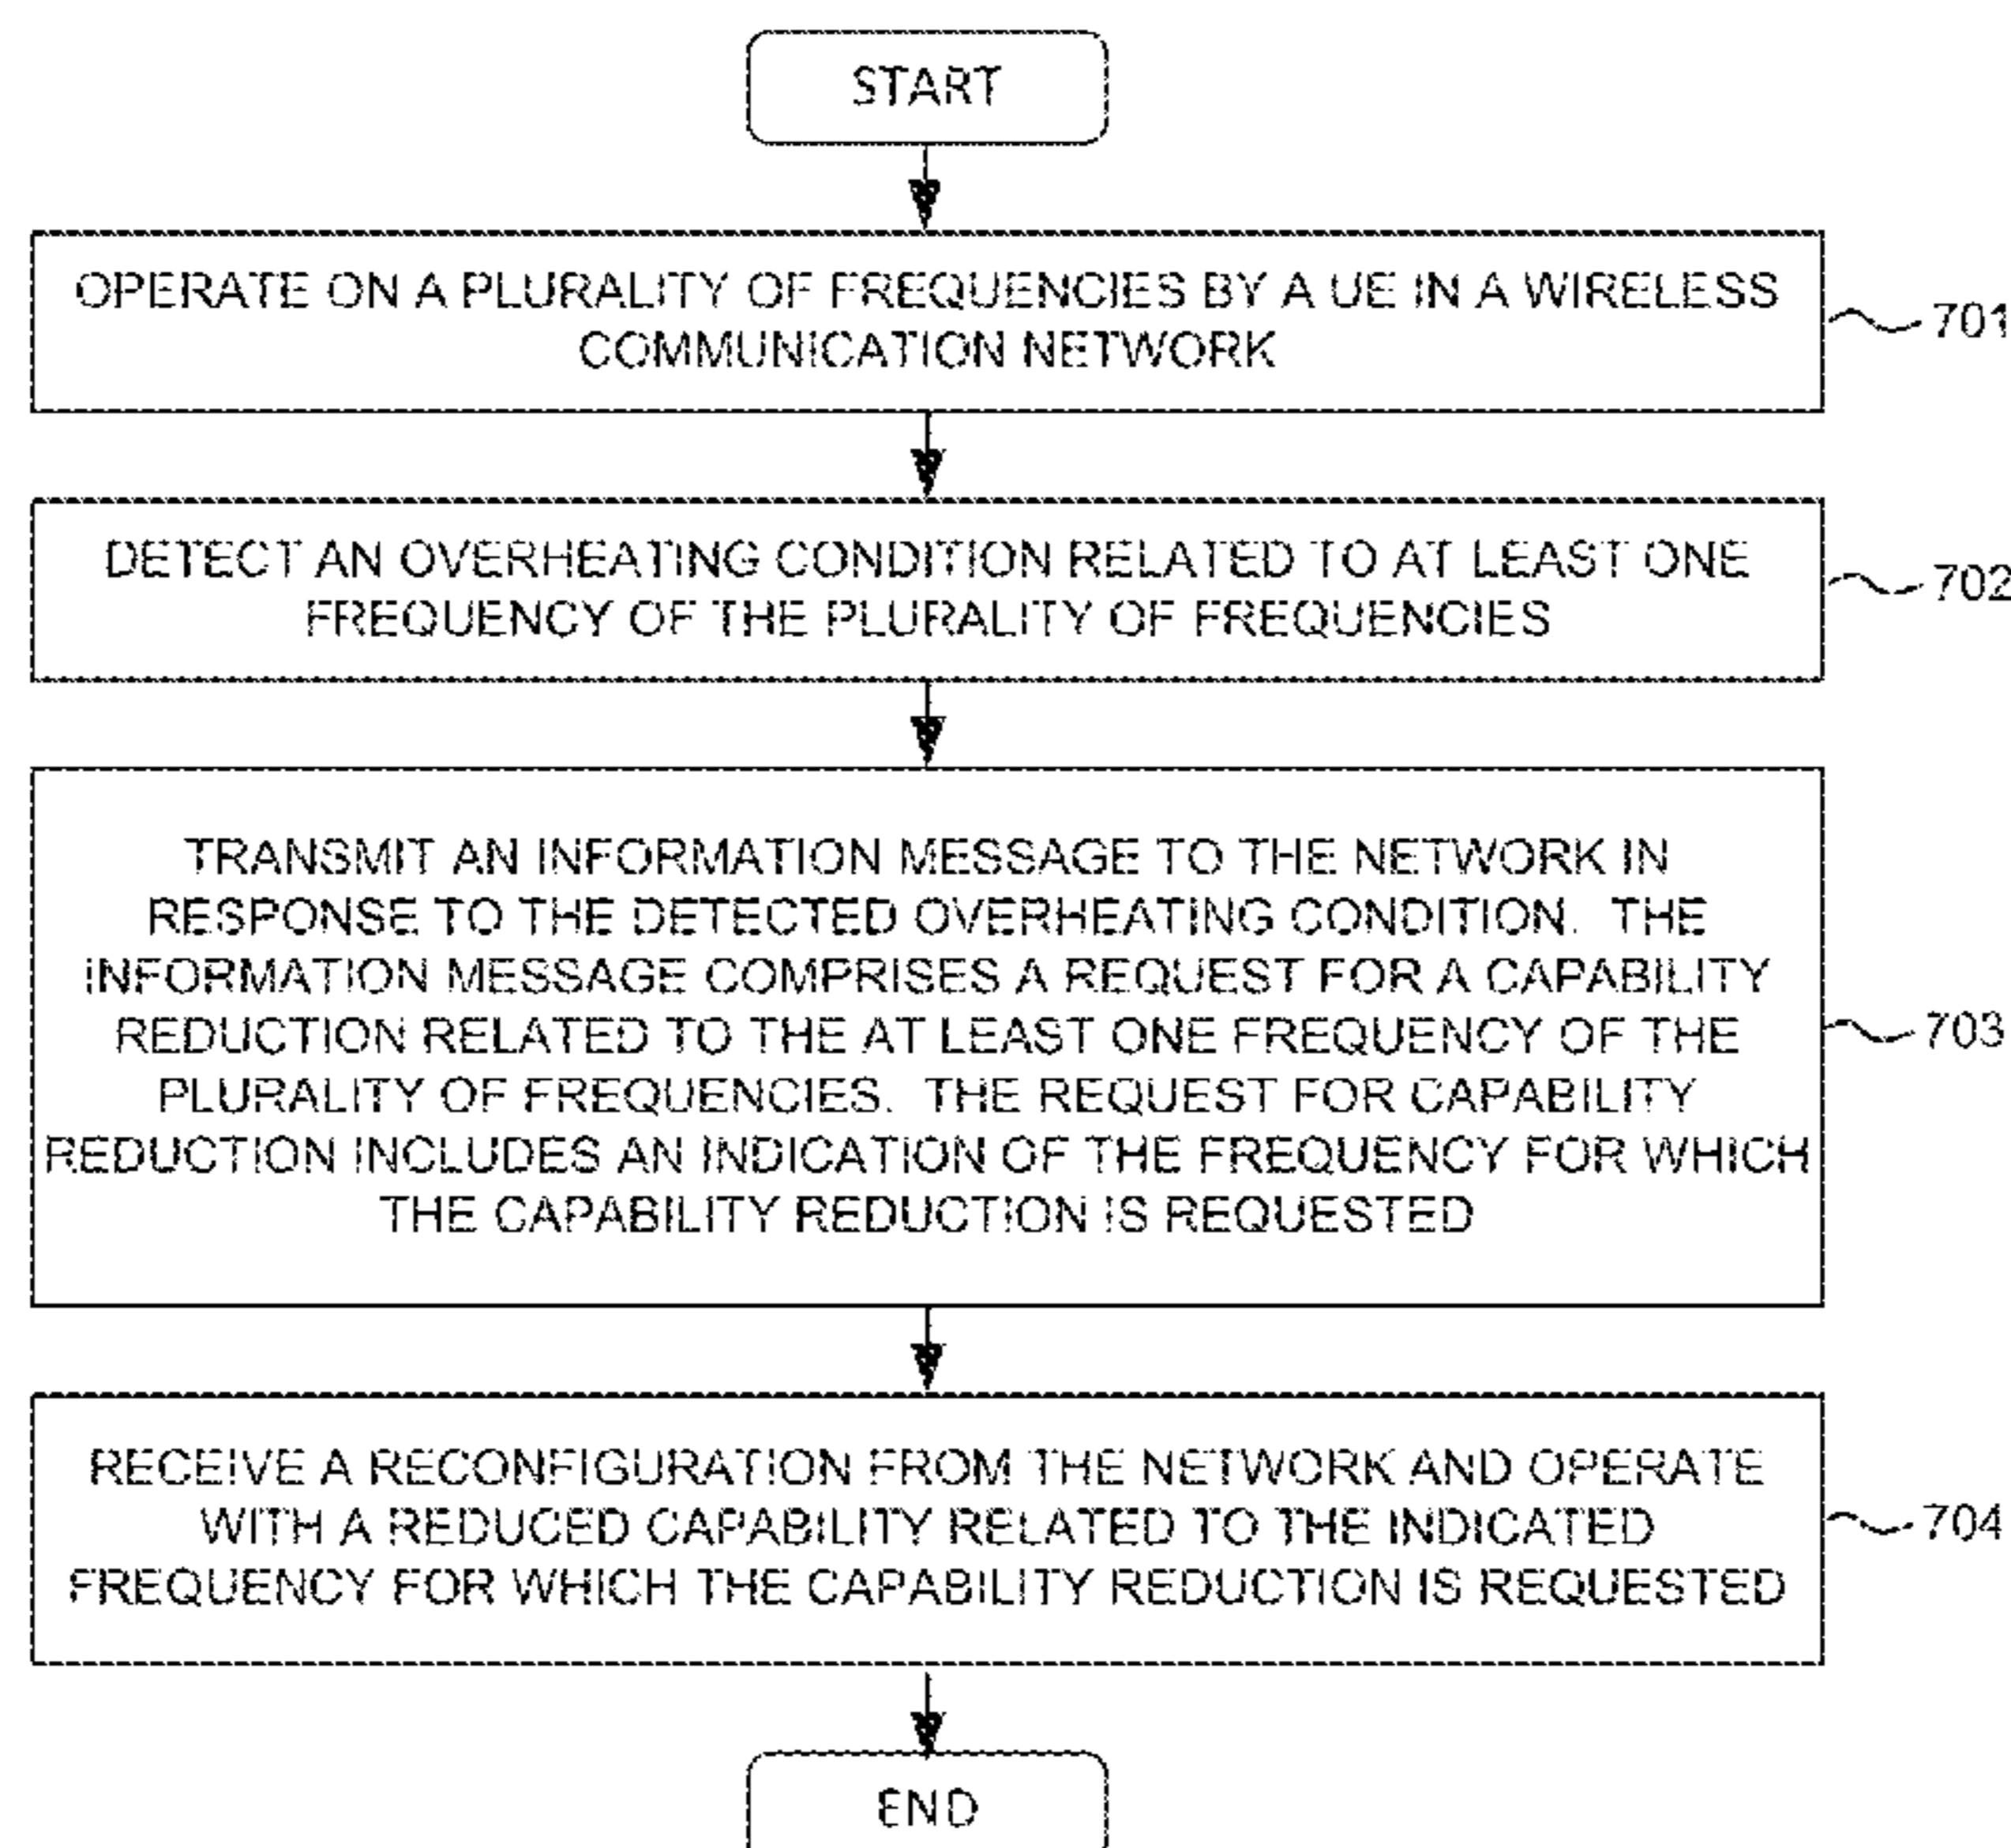 START
OPERATE ON A PLURALITY OF FREQUENCIES BY A UE IN A WIRELESS
COMMUNICATION NETWORK
701
DETECT AN OVERHEATING CONDITION RELATED TO AT LEAST ONE
FREQUENCY OF THE PLURALITY OF FREQUENCIES
702
TRANSMIT AN INFORMATION MESSAGE TO THE NETWORK IN
RESPONSE TO THE DETECTED OVERHEATING CONDITION. THE
INFORMATION MESSAGE COMPRISES A REQUEST FOR A CAPABILITY
REDUCTION RELATED TO THE AT LEAST ONE FREQUENCY OF THE
PLURALITY OF FREQUENCIES. THE REQUEST FOR CAPABILITY
REDUCTION INCLUDES AN INDICATION OF THE FREQUENCY FOR WHICH
THE CAPABILITY REDUCTION IS REQUESTED
703
RECEIVE A RECONFIGURATION FROM THE NETWORK AND OPERATE
WITH A REDUCED CAPABILITY RELATED TO THE INDICATED
FREQUENCY FOR WHICH THE CAPABILITY REDUCTION IS REQUESTED
704
END